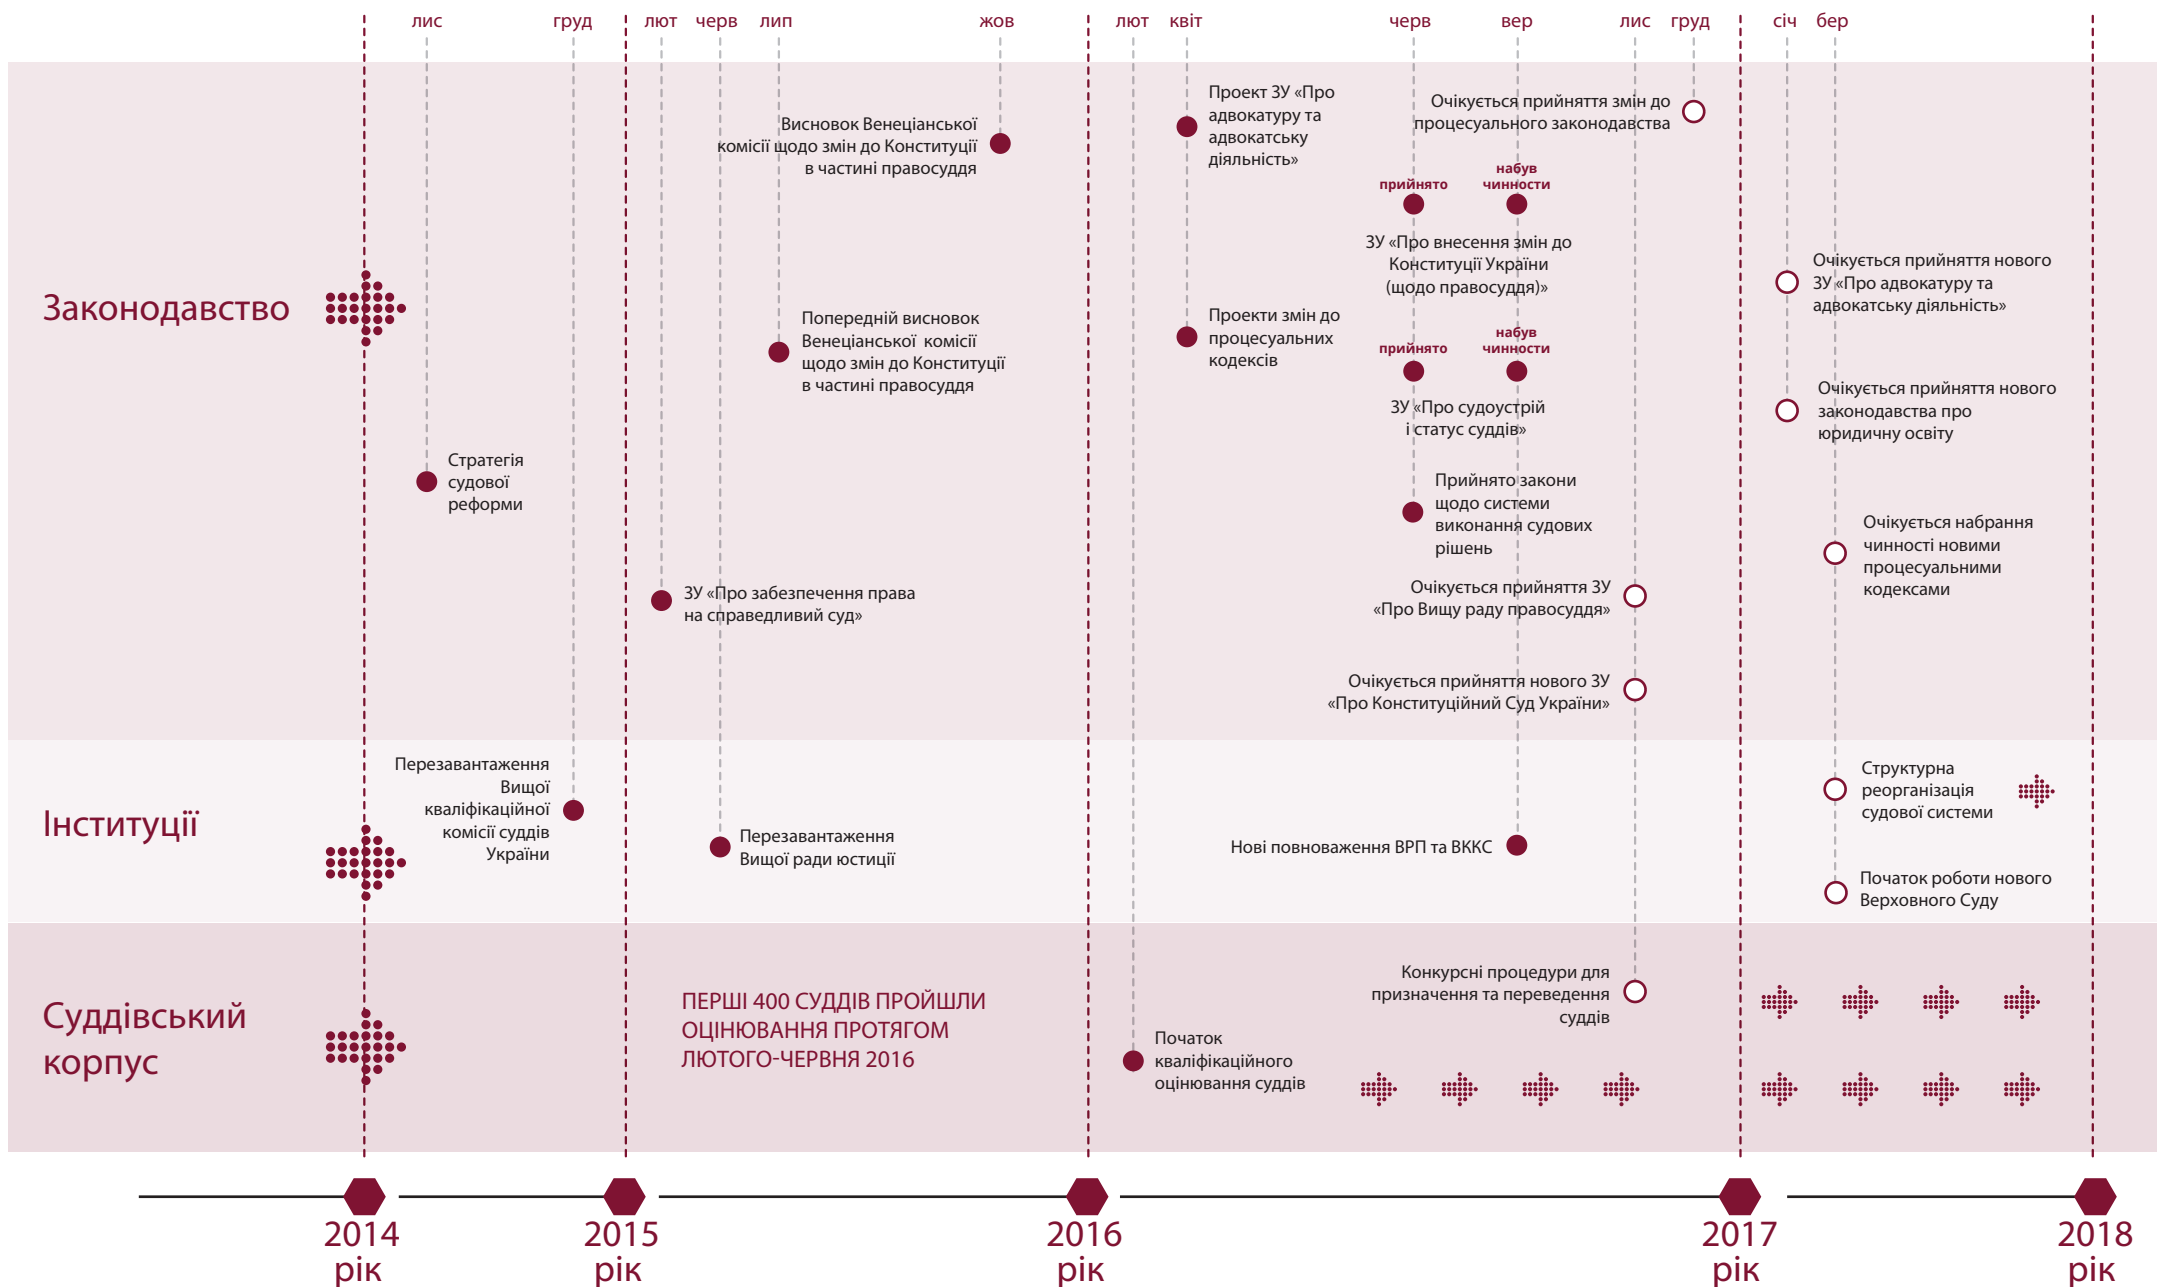 лис
груд
лют
черв
лип
жов
лют
квіт
черв
вер
лис
груд
січ
бер
Законодавство
Стратегія
судової
реформи
ЗУ «Про забезпечення права
на справедливий суд»
Висновок Венеціанської
комісії щодо змін до Конституції
в частині правосуддя
Попередній висновок
Венеціанської комісії
щодо змін до Конституції
в частині правосуддя
Проект ЗУ «Про
адвокатуру та
адвокатську
діяльність»
Проекти змін до
процесуальних
кодексів
Очікується прийняття змін до
процесуального законодавства
прийнято
набув
чинности
ЗУ «Про внесення змін до
Конституції України
(щодо правосуддя)»
прийнято
набув
чинности
ЗУ «Про судоустрій
і статус суддів»
Прийнято закони
щодо системи
виконання судових
рішень
Очікується прийняття ЗУ
«Про Вищу раду правосуддя»
Очікується прийняття нового ЗУ
«Про Конституційний Суд України»
Очікується прийняття нового
ЗУ «Про адвокатуру та
адвокатську діяльність»
Очікується прийняття нового
законодавства про
юридичну освіту
Очікується набрання
чинності новими
процесуальними
кодексами
Інституції
Перезавантаження
Вищої
кваліфікаційної
комісії суддів
України
Перезавантаження
Вищої ради юстиції
Нові повноваження ВРП та ВККС
Структурна
реорганізація
судової системи
Початок роботи нового
Верховного Суду
Суддівський
корпус
ПЕРШІ 400 СУДДІВ ПРОЙШЛИ
ОЦІНЮВАННЯ ПРОТЯГОМ
ЛЮТОГО-ЧЕРВНЯ 2016
Початок
кваліфікаційного
оцінювання суддів
Конкурсні процедури для
призначення та переведення
суддів
2014
рік
2015
рік
2016
рік
2017
рік
2018
рік